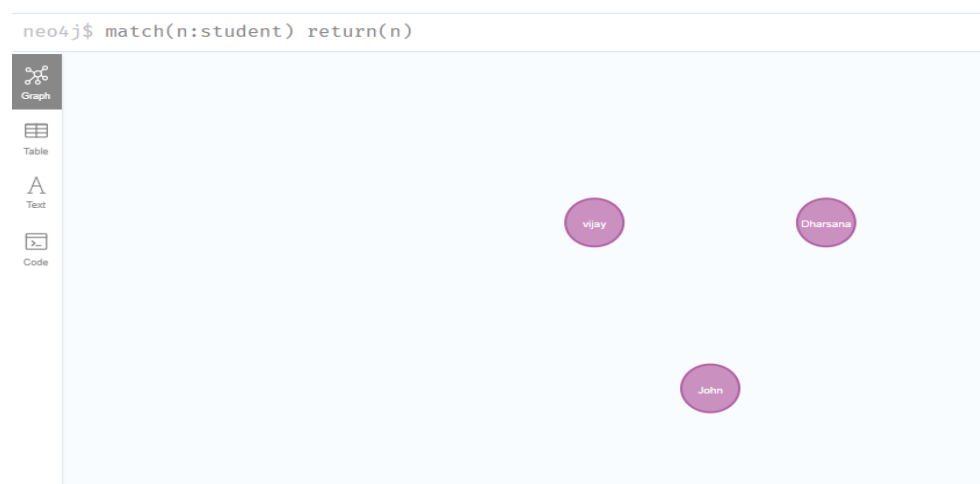 neo4j$ match(n:student) return(n)
Graph
Table
Text
Code
vijay
Dharsana
John